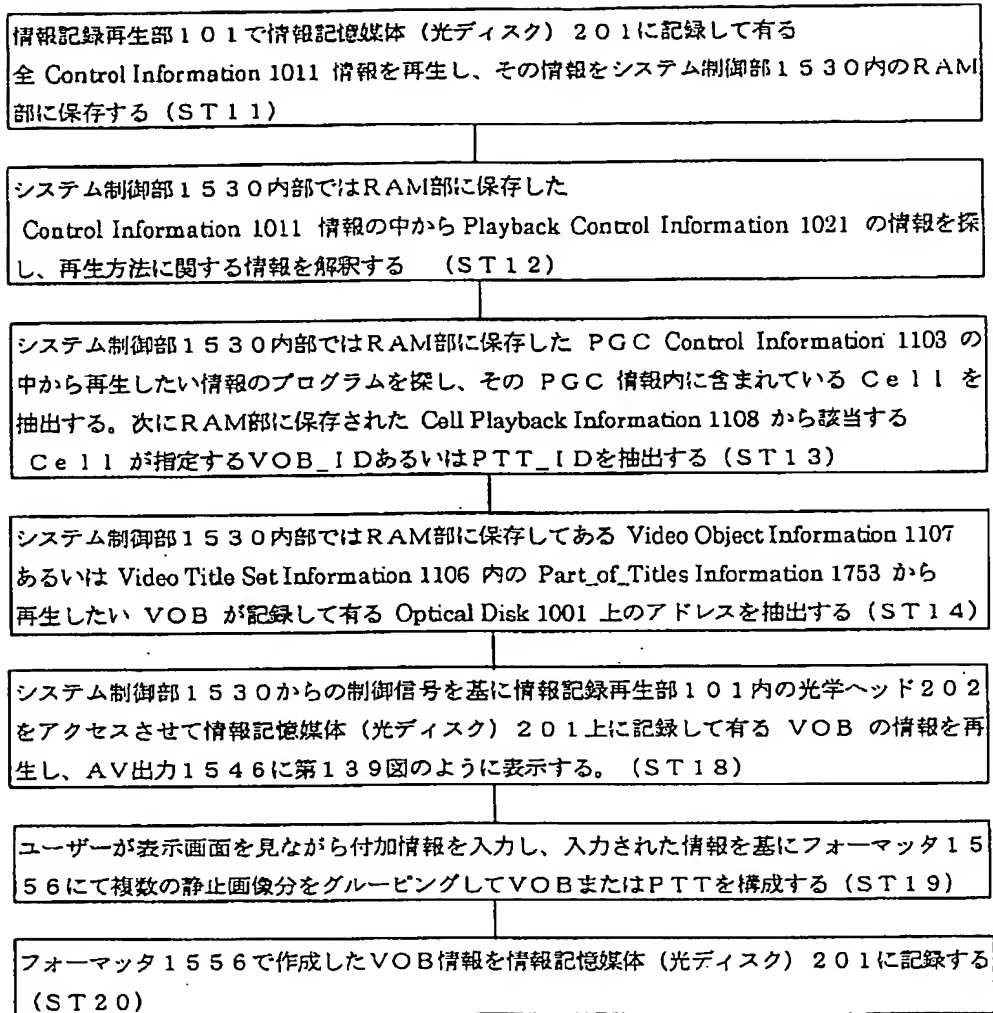 情報記録再生部101で情報記憶媒体（光ディスク）201に記録して有る
全 Control Information 1011 情報を再生し、その情報をシステム制御部1530内のRAM
部に保存する（ST11）
システム制御部1530内部ではRAM部に保存した
Control Information 1011 情報の中から Playback Control Information 1021 の情報を探
し、再生方法に関する情報を解釈する （ST12）
システム制御部1530内部ではRAM部に保存した PGC Control Information 1103 の
中から再生したい情報のプログラムを探し、その PGC 情報内に含まれている Cell を
抽出する。次にRAM部に保存された Cell Playback Information 1108 から該当する
Cell が指定するVOB_IDあるいはPTT_IDを抽出する（ST13）
システム制御部1530内部ではRAM部に保存してある Video Object Information 1107
あるいは Video Title Set Information 1106 内の Part_of_Titles Information 1753 から
再生したい VOB が記録して有る Optical Disk 1001 上のアドレスを抽出する（ST14）
システム制御部1530からの制御信号を基に情報記録再生部101内の光学ヘッド202
をアクセスさせて情報記憶媒体（光ディスク）201上に記録して有る VOB の情報を再
生し、AV出力1546に第139図のように表示する。（ST18）
ユーザーが表示画面を見ながら付加情報を入力し、入力された情報を基にフォーマッタ15
56にて複数の静止画像分をグルーピングしてVOBまたはPTTを構成する（ST19）
フォーマッタ1556で作成したVOB情報を情報記憶媒体（光ディスク）201に記録する
（ST20）